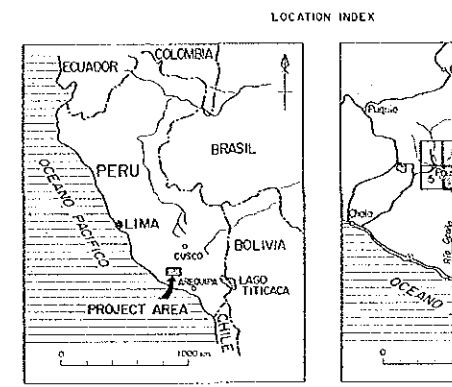 LOCATION INDEX
COLOMBIA
ECUADOR
BRASIL
PERU
OCEANO PACIFICO
LIMA
CUSCO
BOLIVIA
AREQUIPA
LAGO
TITICACA
PROJECT AREA
CHILE
0 1000 km
Puquio
Chala
OCEANO
0